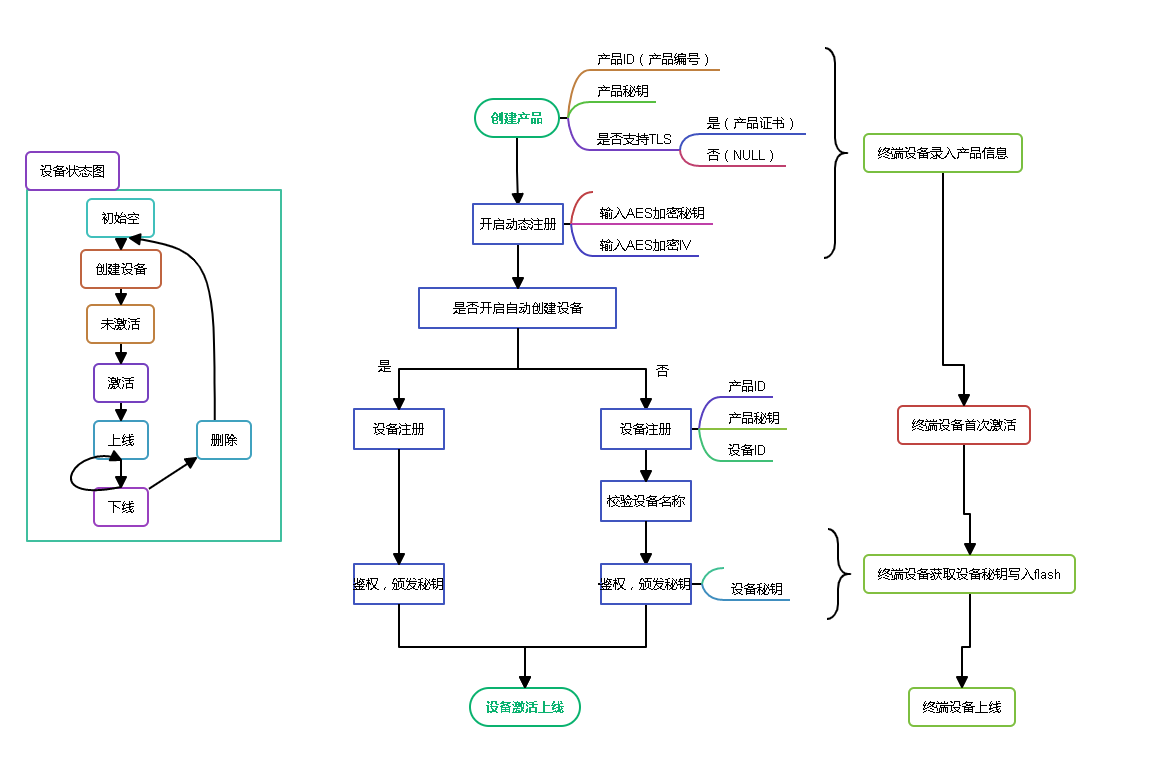 设备状态图
初始空
创建设备
未激活
激活
上线
下线
删除
创建产品
产品ID（产品编号）
产品秘钥
是否支持TLS
是（产品证书）
否（NULL）
开启动态注册
输入AES加密秘钥
输入AES加密IV
是否开启自动创建设备
是
否
设备注册
设备注册
产品ID
产品秘钥
设备ID
校验设备名称
鉴权，颁发秘钥
鉴权，颁发秘钥
设备秘钥
设备激活上线
终端设备录入产品信息
终端设备首次激活
终端设备获取设备秘钥写入flash
终端设备上线